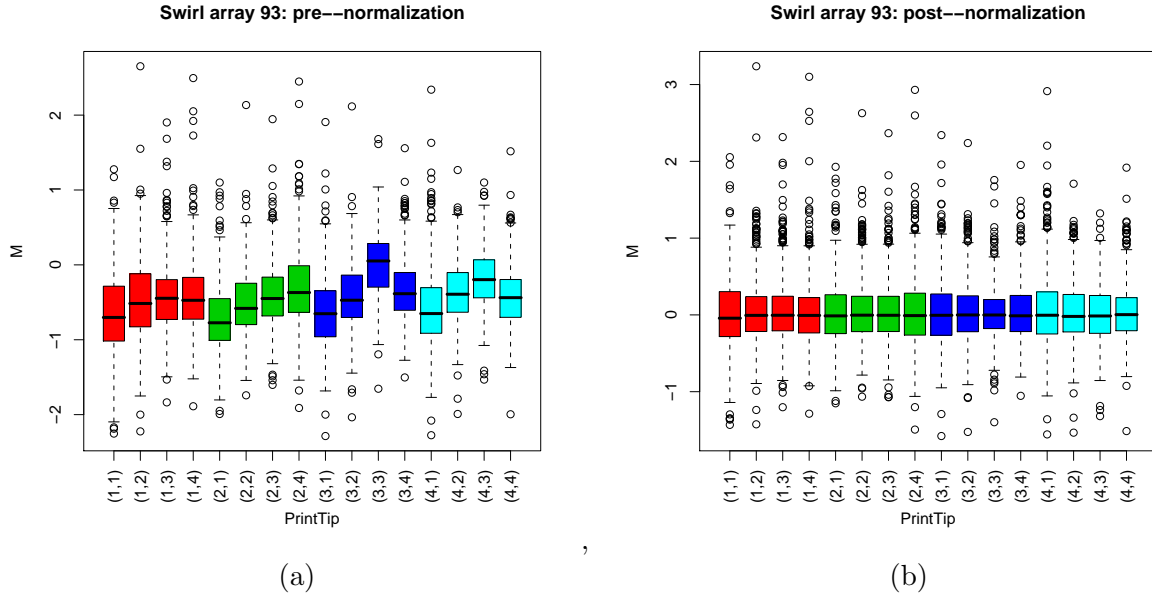 Swirl array 93: pre−−normalization
M
2
1
0
−1
−2
(1,1) (1,2) (1,3) (1,4) (2,1) (2,2) (2,3) (2,4) (3,1) (3,2) (3,3) (3,4) (4,1) (4,2) (4,3) (4,4)
PrintTip
(a)
,
Swirl array 93: post−−normalization
M
3
2
1
0
−1
(1,1) (1,2) (1,3) (1,4) (2,1) (2,2) (2,3) (2,4) (3,1) (3,2) (3,3) (3,4) (4,1) (4,2) (4,3) (4,4)
PrintTip
(b)